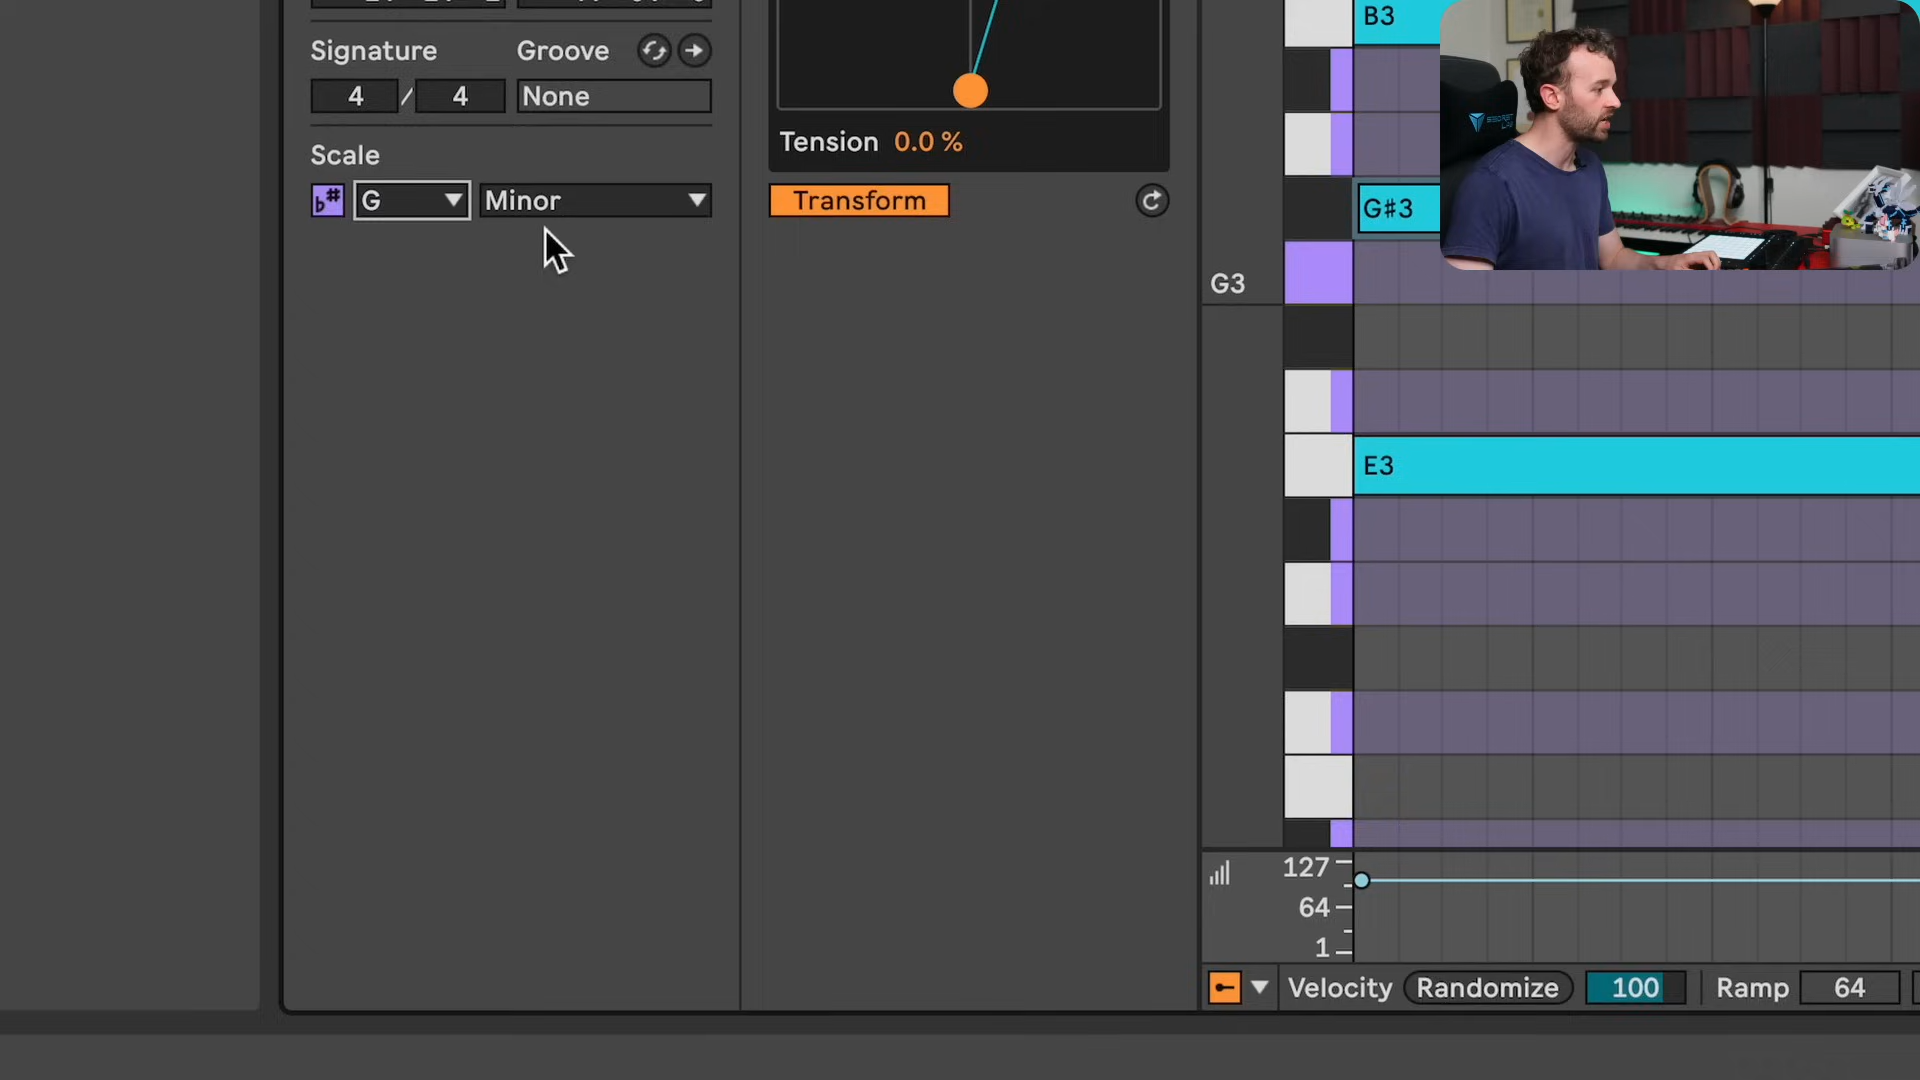 Signature
Groove
4 / 4
None
Scale
b# G
Minor
Tension 0.0 %
Transform
B3
G#3
G3
E3
127
64
1
Velocity
Randomize
100
Ramp
64